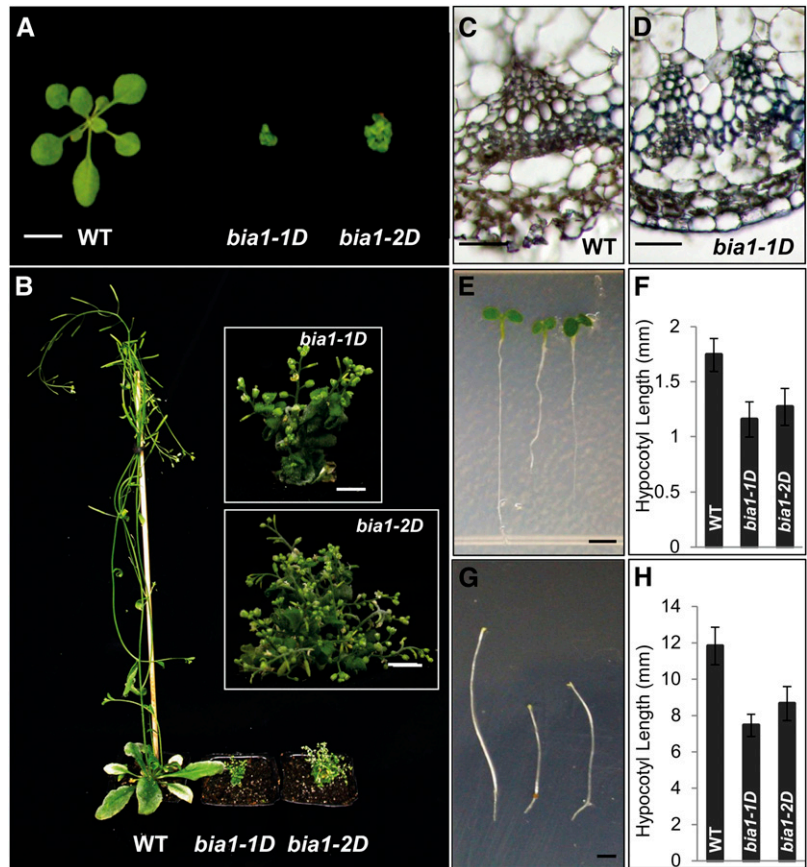 A
WT
bia1-1D
bia1-2D
B
bia1-1D
bia1-2D
WT
bia1-1D
bia1-2D
C
WT
D
bia1-1D
E
F
Hypocotyl Length (mm)
2
1.5
1
0.5
0
WT
bia1-1D
bia1-2D
G
H
Hypocotyl Length (mm)
14
12
10
8
6
4
2
0
WT
bia1-1D
bia1-2D